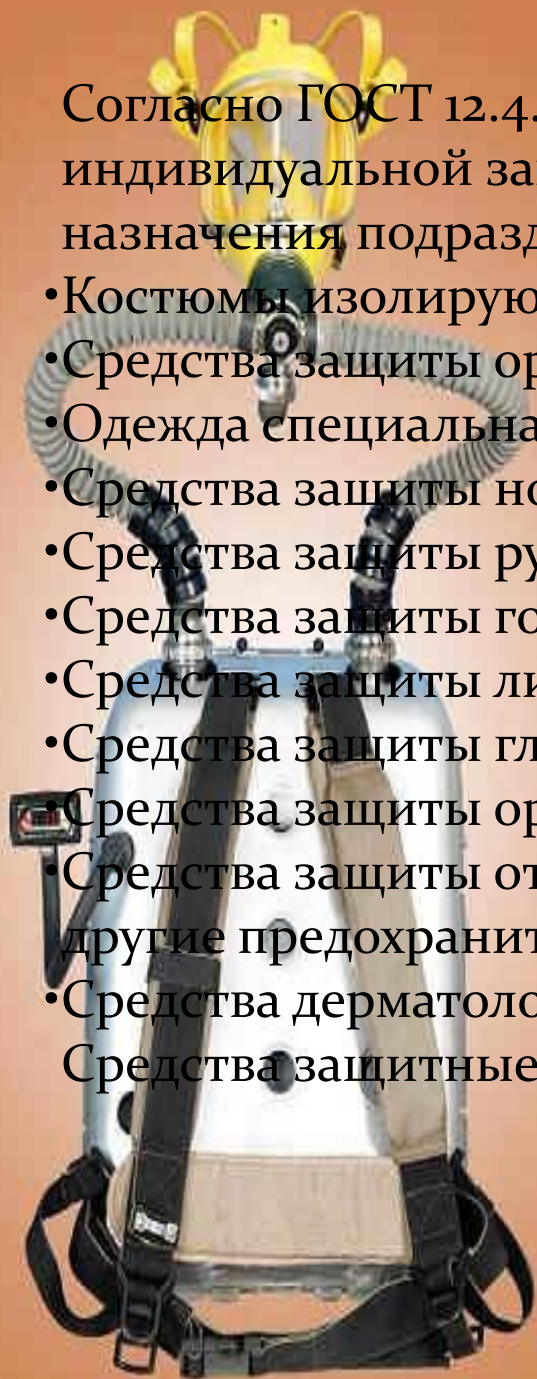 Согласно ГОСТ 12.4.
индивидуальной за
назначения подразд
•Костюмы изолирую
•Средства защиты ор
•Одежда специальна
•Средства защиты но
•Средства защиты ру
•Средства защиты го
•Средства защиты ли
•Средства защиты гл
•Средства защиты ор
•Средства защиты от
другие предохранит
•Средства дерматоло
Средства защитные